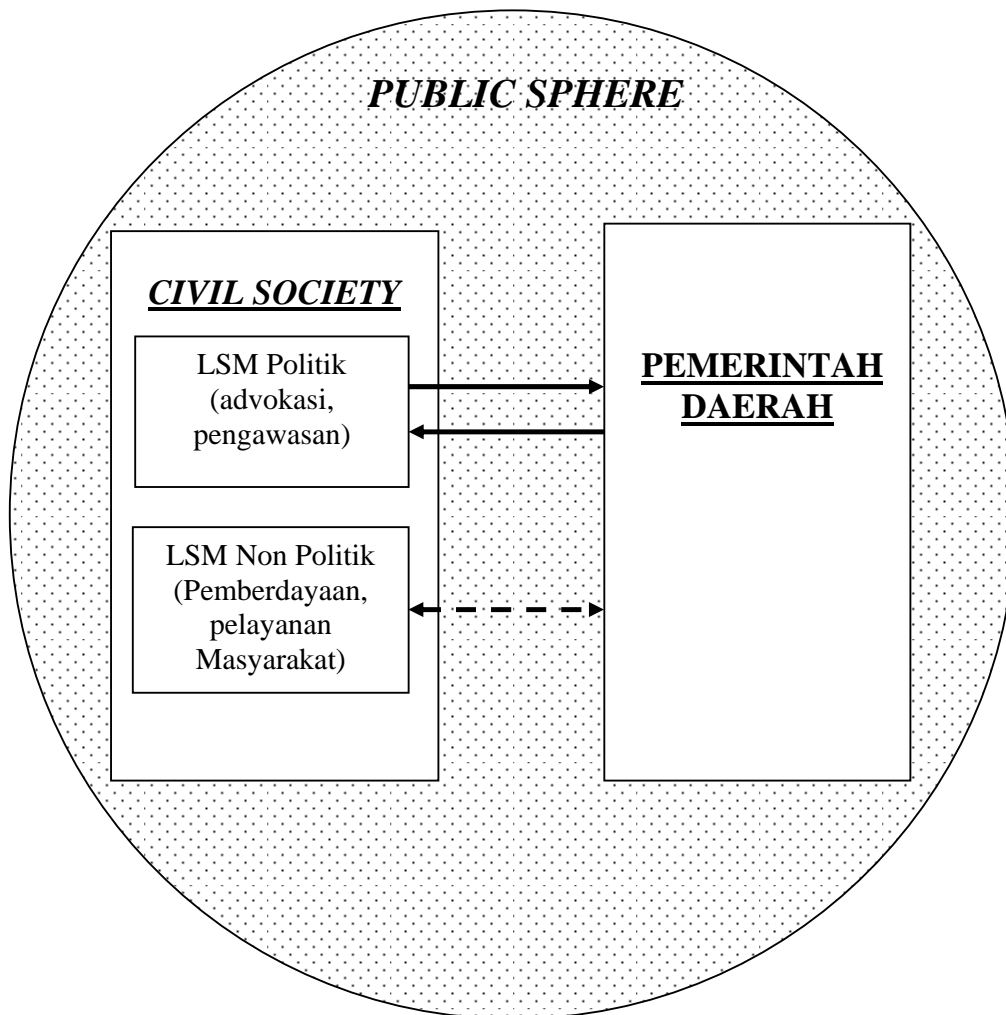 PUBLIC SPHERE
CIVIL SOCIETY
LSM Politik
(advokasi,
pengawasan)
LSM Non Politik
(Pemberdayaan,
pelayanan
Masyarakat)
PEMERINTAH
DAERAH